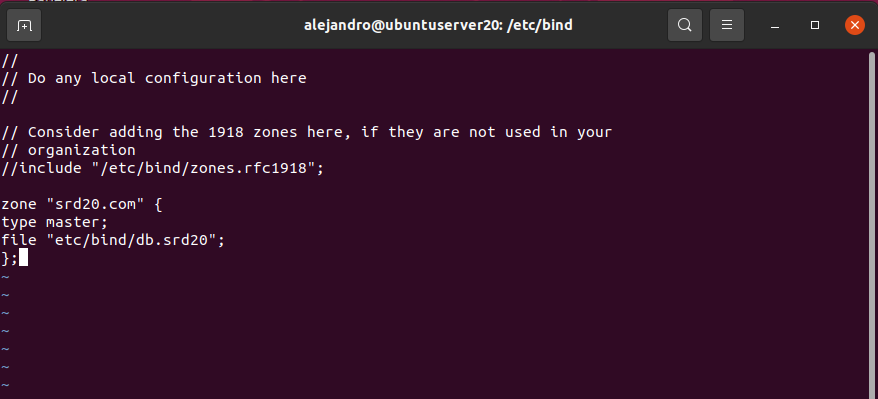 alejandro@ubuntuserver20: /etc/bind
//
// Do any local configuration here
//
// Consider adding the 1918 zones here, if they are not used in your
// organization
//include "/etc/bind/zones.rfc1918";
zone "srd20.com" {
type master;
file "etc/bind/db.srd20";
};
~
~
~
~
~
~
~